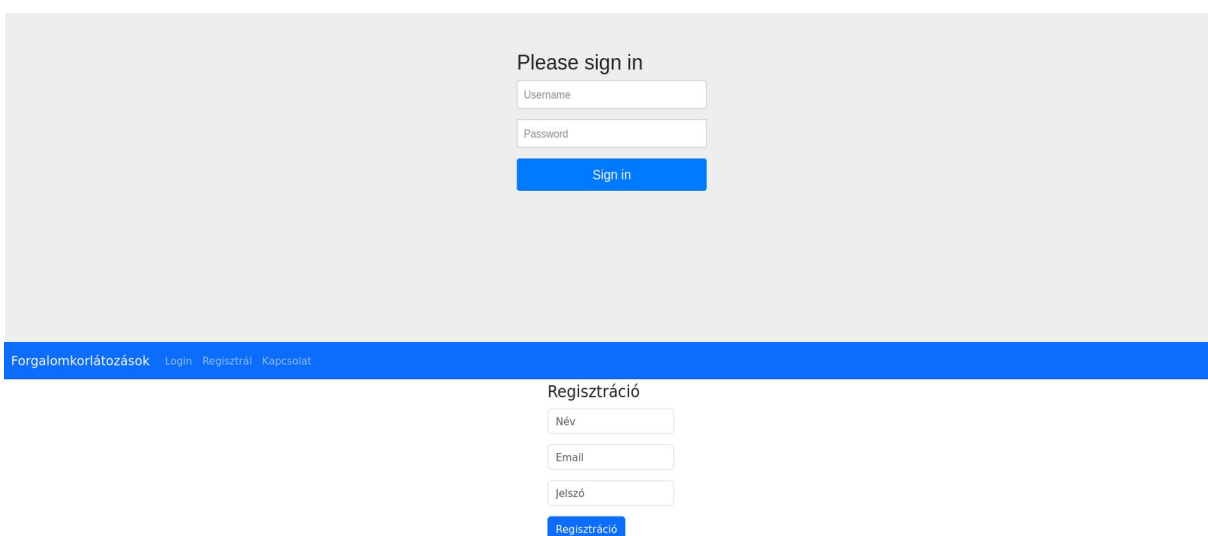 Please sign in
Username
Password
Sign in
Forgalomkorlátozások Login Regisztrál Kapcsolat
Regisztráció
Név
Email
Jelszó
Regisztráció